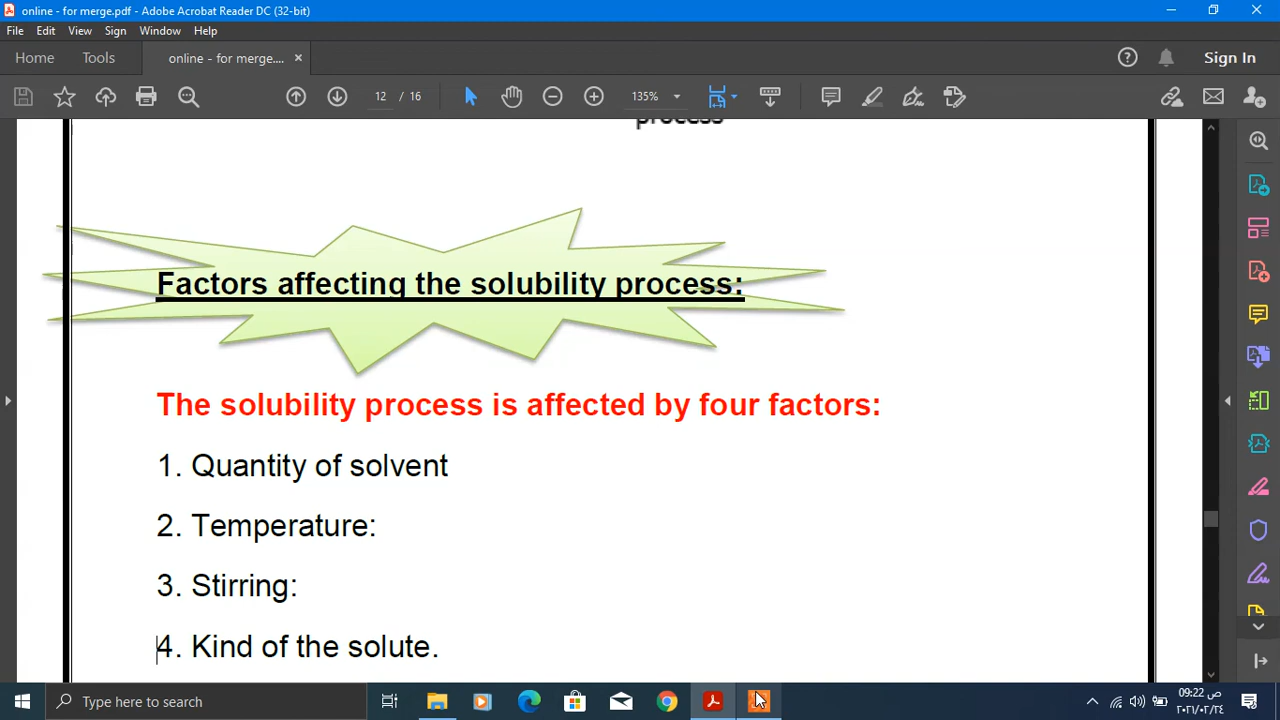 online - for merge.pdf - Adobe Acrobat Reader DC (32-bit)
File Edit View Sign Window Help
Home Tools online - for merge.... Sign In
12 / 16 135%
process
Factors affecting the solubility process:
The solubility process is affected by four factors:
1. Quantity of solvent
2. Temperature:
3. Stirring:
4. Kind of the solute.
Type here to search
09:22 ص
٢٠٢١/٠٢/٢٤